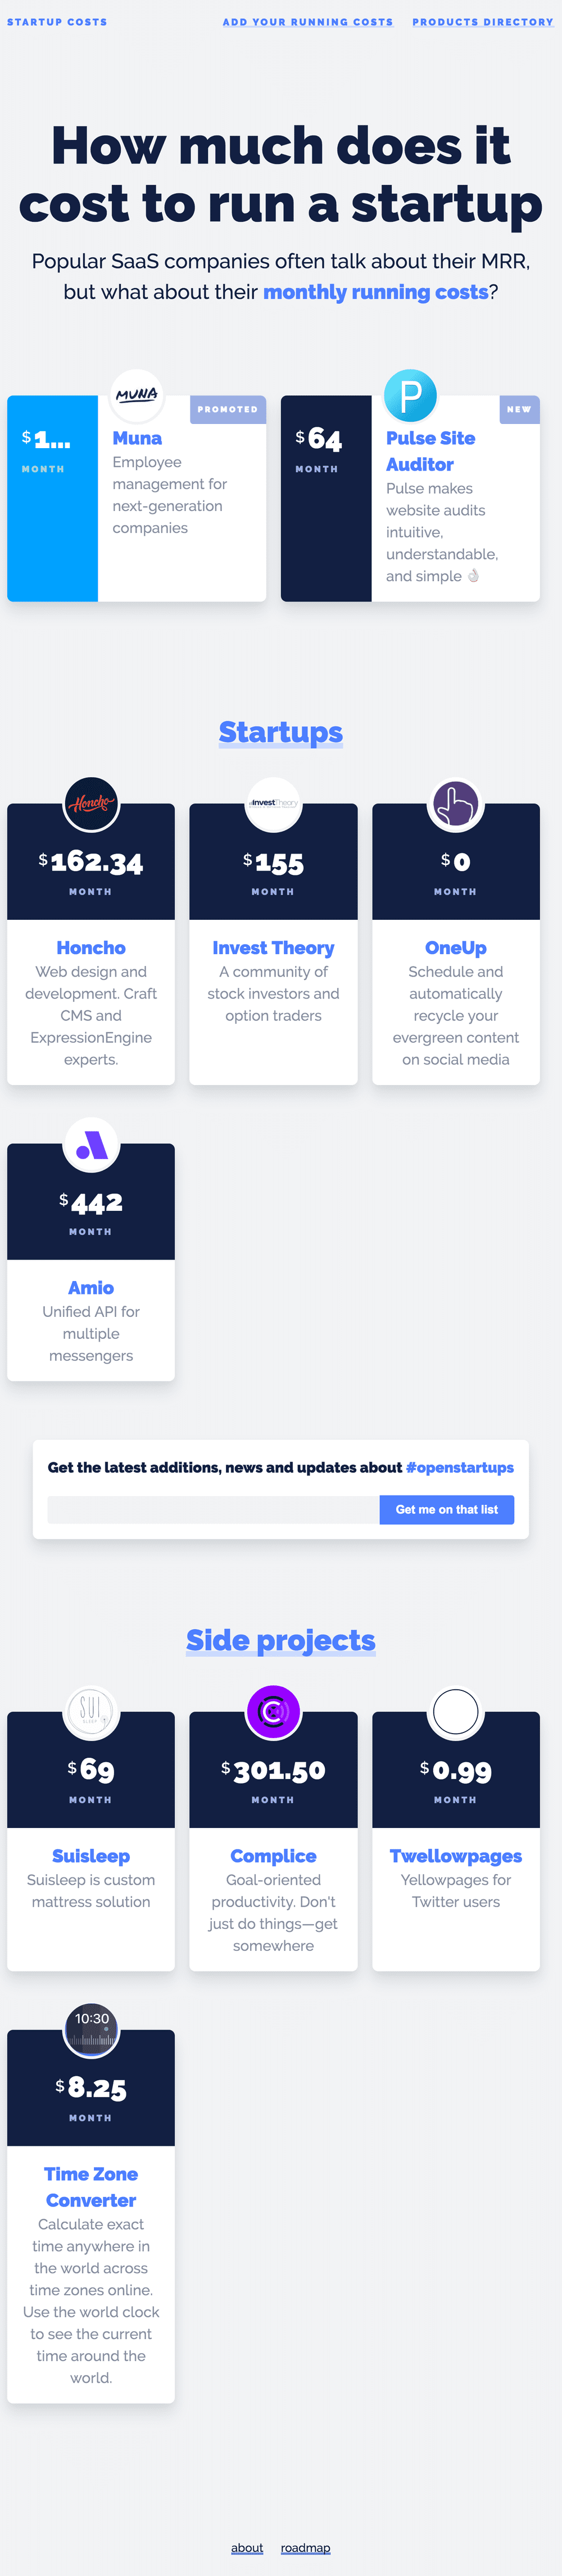 STARTUP COSTS
ADD YOUR RUNNING COSTS
PRODUCTS DIRECTORY
How much does it
cost to run a startup
Popular SaaS companies often talk about their MRR,
but what about their monthly running costs?
MUNA
PROMOTED
$1...
MONTH
Muna
Employee
management for
next-generation
companies
P
NEW
$64
MONTH
Pulse Site
Auditor
Pulse makes
website audits
intuitive,
understandable,
and simple 👌
Startups
Honcho
$162.34
MONTH
Honcho
Web design and
development. Craft
CMS and
ExpressionEngine
experts.
InvestTheory
$155
MONTH
Invest Theory
A community of
stock investors and
option traders
$0
MONTH
OneUp
Schedule and
automatically
recycle your
evergreen content
on social media
$442
MONTH
Amio
Unified API for
multiple
messengers
Get the latest additions, news and updates about #openstartups
Get me on that list
Side projects
SUI
SLEEP
$69
MONTH
Suisleep
Suisleep is custom
mattress solution
$301.50
MONTH
Complice
Goal-oriented
productivity. Don't
just do things—get
somewhere
$0.99
MONTH
Twellowpages
Yellowpages for
Twitter users
10:30
$8.25
MONTH
Time Zone
Converter
Calculate exact
time anywhere in
the world across
time zones online.
Use the world clock
to see the current
time around the
world.
about
roadmap